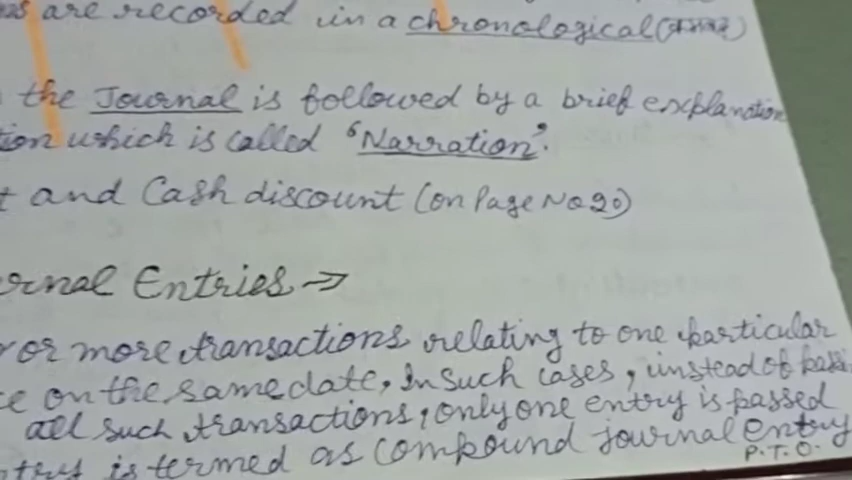 are recorded in a chronological
the Journal is followed by a brief explanation
which is called "Narration".
and Cash discount (on Page No 20)
Entries →
or more transactions relating to one particular
on the same date. In such cases, instead of
all such transactions, only one entry is passed
is termed as compound journal entry
P.T.O.